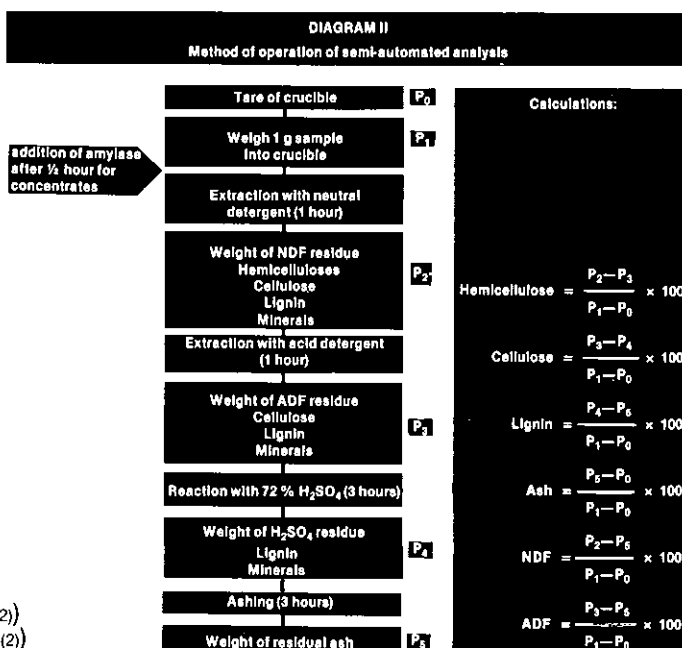 DIAGRAM II
Method of operation of semi-automated analysis
Tare of crucible
P₀
Weigh 1 g sample
into crucible
P₁
addition of amylase
after ½ hour for
concentrates
Extraction with neutral
detergent (1 hour)
Weight of NDF residue
Hemicelluloses
Cellulose
Lignin
Minerals
P₂
Extraction with acid detergent
(1 hour)
Weight of ADF residue
Cellulose
Lignin
Minerals
P₃
Reaction with 72 % H₂SO₄ (3 hours)
Weight of H₂SO₄ residue
Lignin
Minerals
P₄
Ashing (3 hours)
Weight of residual ash
P₅
2))
(2))
Calculations:
Hemicellulose = P₂—P₃ / P₁—P₀ × 100
Cellulose = P₃—P₄ / P₁—P₀ × 100
Lignin = P₄—P₅ / P₁—P₀ × 100
Ash = P₅—P₀ / P₁—P₀ × 100
NDF = P₂—P₅ / P₁—P₀ × 100
ADF = P₃—P₅ / P₁—P₀ × 100